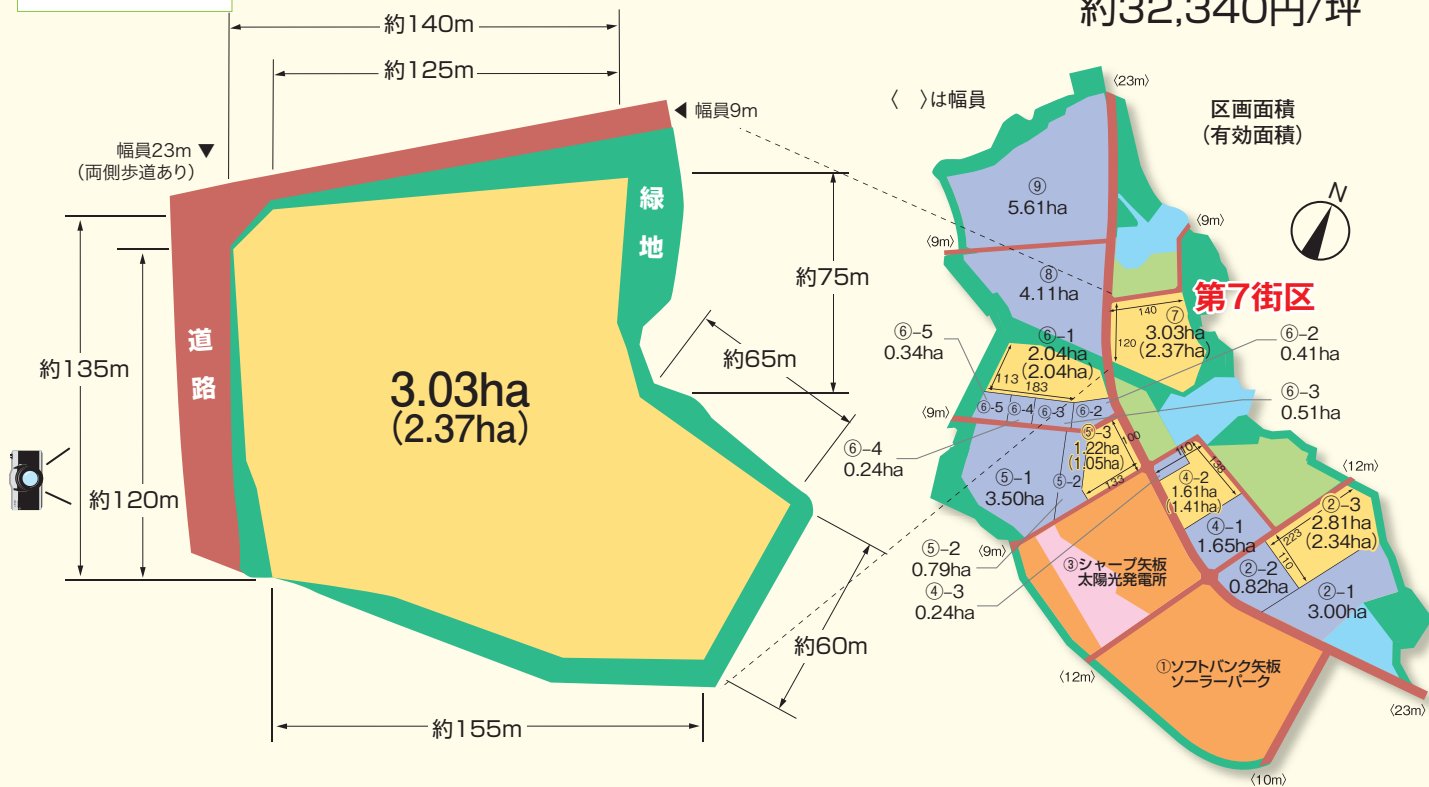 約32,340円/坪
約140m
約125m
幅員9m
幅員23m
(両側歩道あり)
緑地
道路
約75m
約65m
約135m
約120m
3.03ha
(2.37ha)
約60m
約155m
〈 〉は幅員
区画面積
(有効面積)
N
〈23m〉
⑨
5.61ha
〈9m〉
〈9m〉
⑧
4.11ha
第7街区
140
120
⑦
3.03ha
(2.37ha)
⑥-5
0.34ha
⑥-1
2.04ha
(2.04ha)
113
183
⑥-2
0.41ha
⑥-3
0.51ha
〈9m〉
⑥-5
⑥-4
⑥-3
⑥-2
⑥-4
0.24ha
⑤-3
1.22ha
(1.05ha)
100
133
⑤-1
3.50ha
⑤-2
110
138
④-2
1.61ha
(1.41ha)
〈12m〉
②-3
2.81ha
(2.34ha)
223
110
④-1
1.65ha
⑤-2
0.79ha
〈9m〉
④-3
0.24ha
③シャープ矢板
太陽光発電所
②-2
0.82ha
②-1
3.00ha
①ソフトバンク矢板
ソーラーパーク
〈12m〉
〈23m〉
〈10m〉